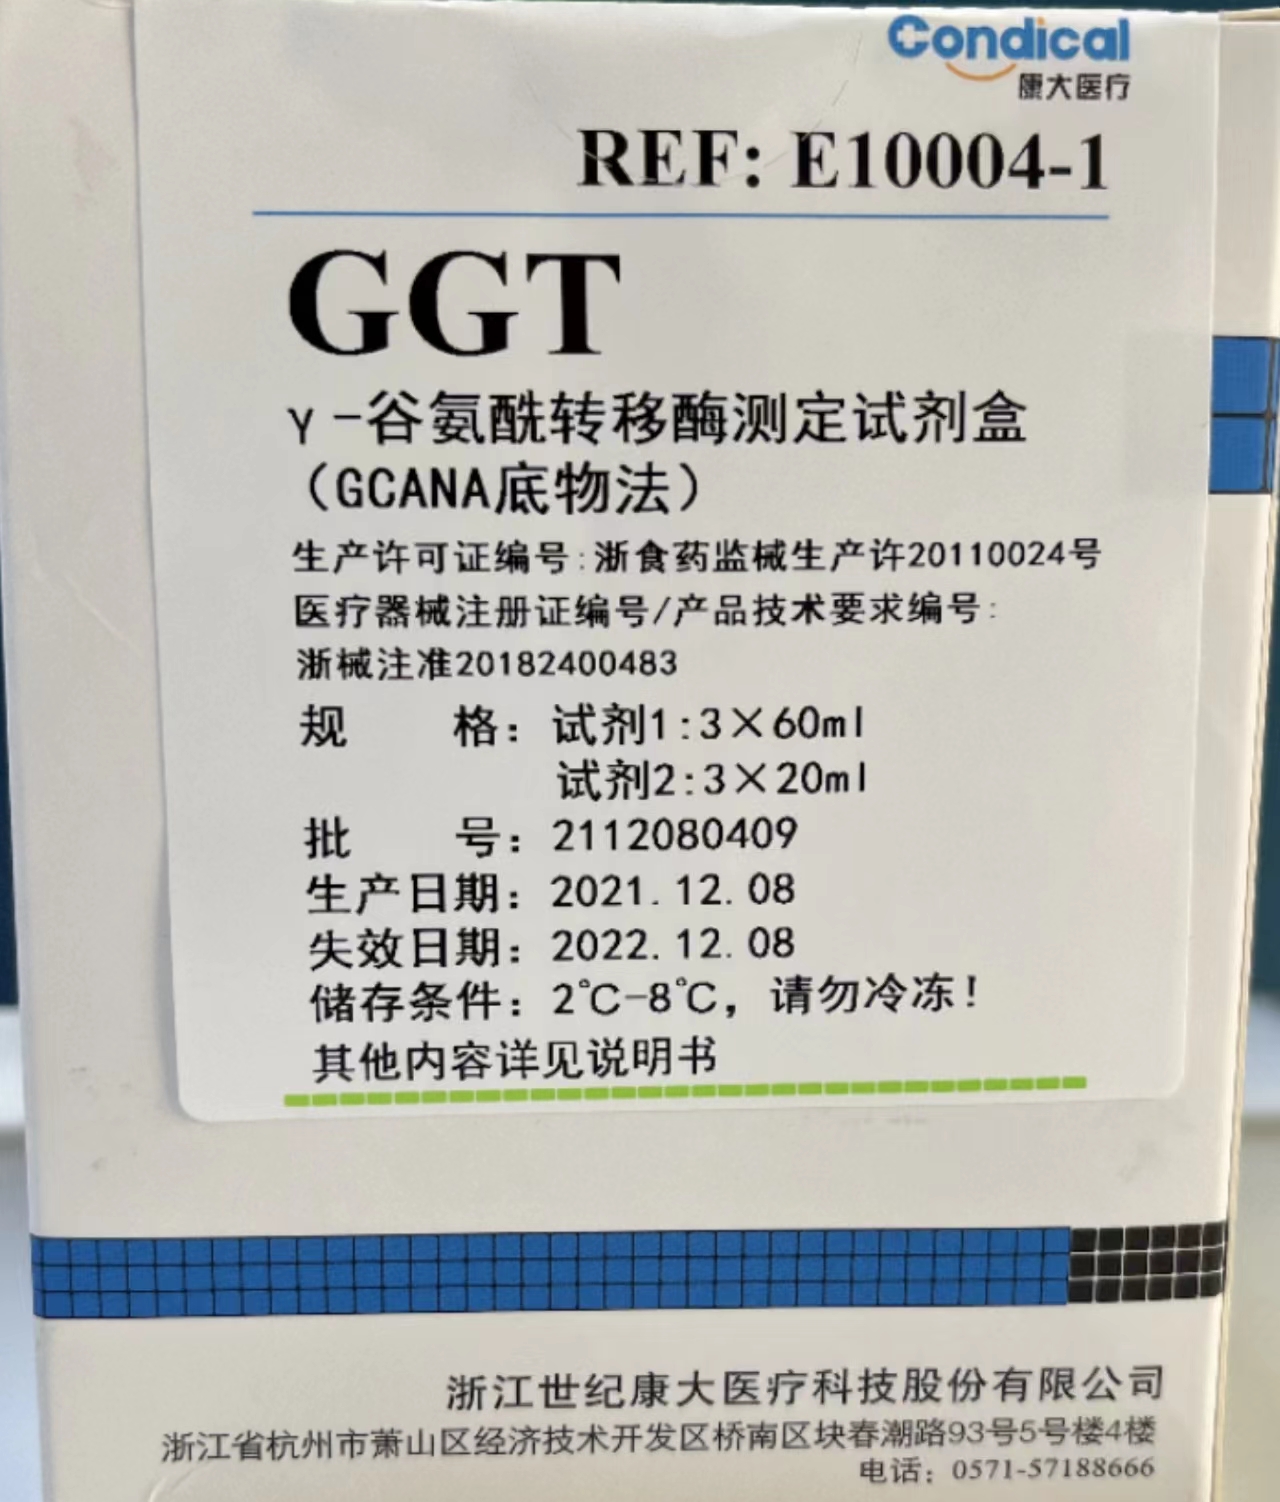 Condical
康大医疗
REF: E10004-1
GGT
γ-谷氨酰转移酶测定试剂盒
（GCANA底物法）
生产许可证编号:浙食药监械生产许20110024号
医疗器械注册证编号/产品技术要求编号:
浙械注准20182400483
规 格：试剂1:3×60ml
试剂2:3×20ml
批 号：2112080409
生产日期：2021.12.08
失效日期：2022.12.08
储存条件：2℃-8℃，请勿冷冻！
其他内容详见说明书
浙江世纪康大医疗科技股份有限公司
浙江省杭州市萧山区经济技术开发区桥南区块春潮路93号5号楼4楼
电话：0571-57188666